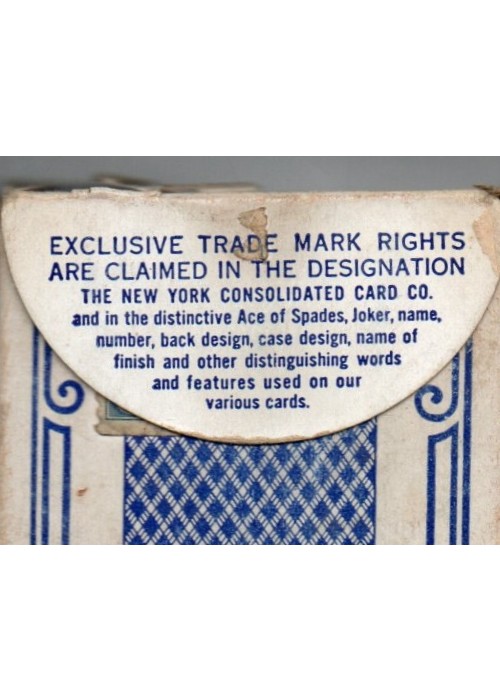 EXCLUSIVE TRADE MARK RIGHTS
ARE CLAIMED IN THE DESIGNATION
THE NEW YORK CONSOLIDATED CARD CO.
and in the distinctive Ace of Spades, Joker, name,
number, back design, case design, name of
finish and other distinguishing words
and features used on our
various cards.